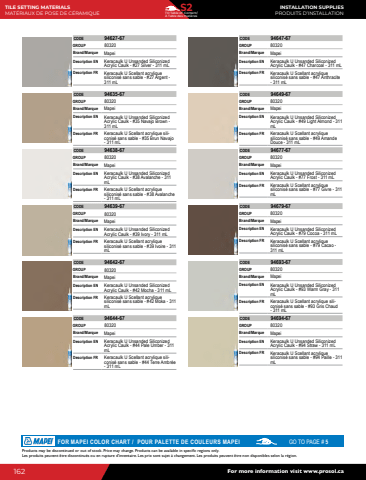 TILE SETTING MATERIALS
MATÉRIAUX DE POSE DE CÉRAMIQUE
S2
INSTALLATION SUPPLIES
PRODUITS D'INSTALLATION
CODE 94627-67
GROUP 80320
Brand/Marque Mapei
Description EN Keracaulk U Unsanded Siliconized
Acrylic Caulk - #27 Silver - 311 mL
Description FR Keracaulk U Scellant acrylique
siliconisé sans sable - #27 Argent -
311 mL
CODE 94635-67
GROUP 80320
Brand/Marque Mapei
Description EN Keracaulk U Unsanded Siliconized
Acrylic Caulk - #35 Navajo Brown -
311 mL
Description FR Keracaulk U Scellant acrylique sili-
conisé sans sable - #35 Brun Navajo
- 311 mL
CODE 94638-67
GROUP 80320
Brand/Marque Mapei
Description EN Keracaulk U Unsanded Siliconized
Acrylic Caulk - #38 Avalanche - 311
mL
Description FR Keracaulk U Scellant acrylique
siliconisé sans sable - #38 Avalanche
- 311 mL
CODE 94639-67
GROUP 80320
Brand/Marque Mapei
Description EN Keracaulk U Unsanded Siliconized
Acrylic Caulk - #39 Ivory - 311 mL
Description FR Keracaulk U Scellant acrylique
siliconisé sans sable - #39 Ivoire - 311
mL
CODE 94642-67
GROUP 80320
Brand/Marque Mapei
Description EN Keracaulk U Unsanded Siliconized
Acrylic Caulk - #42 Mocha - 311 mL
Description FR Keracaulk U Scellant acrylique
siliconisé sans sable - #42 Moka - 311
mL
CODE 94644-67
GROUP 80320
Brand/Marque Mapei
Description EN Keracaulk U Unsanded Siliconized
Acrylic Caulk - #44 Pale Umber - 311
mL
Description FR Keracaulk U Scellant acrylique sili-
conisé sans sable - #44 Terre Ambrée
- 311 mL
CODE 94647-67
GROUP 80320
Brand/Marque Mapei
Description EN Keracaulk U Unsanded Siliconized
Acrylic Caulk - #47 Charcoal - 311 mL
Description FR Keracaulk U Scellant acrylique
siliconisé sans sable - #47 Anthracite
- 311 mL
CODE 94649-67
GROUP 80320
Brand/Marque Mapei
Description EN Keracaulk U Unsanded Siliconized
Acrylic Caulk - #49 Light Almond - 311
mL
Description FR Keracaulk U Scellant acrylique
siliconisé sans sable - #49 Amande
Douce - 311 mL
CODE 94677-67
GROUP 80320
Brand/Marque Mapei
Description EN Keracaulk U Unsanded Siliconized
Acrylic Caulk - #77 Frost - 311 mL
Description FR Keracaulk U Scellant acrylique
siliconisé sans sable - #77 Givre - 311
mL
CODE 94679-67
GROUP 80320
Brand/Marque Mapei
Description EN Keracaulk U Unsanded Siliconized
Acrylic Caulk - #79 Cocoa - 311 mL
Description FR Keracaulk U Scellant acrylique
siliconisé sans sable - #79 Cacao -
311 mL
CODE 94693-67
GROUP 80320
Brand/Marque Mapei
Description EN Keracaulk U Unsanded Siliconized
Acrylic Caulk - #93 Warm Gray - 311
mL
Description FR Keracaulk U Scellant acrylique sili-
conisé sans sable - #93 Gris Chaud
- 311 mL
CODE 94694-67
GROUP 80320
Brand/Marque Mapei
Description EN Keracaulk U Unsanded Siliconized
Acrylic Caulk - #94 Straw - 311 mL
Description FR Keracaulk U Scellant acrylique
siliconisé sans sable - #94 Paille - 311
mL
MAPEI FOR MAPEI COLOR CHART / POUR PALETTE DE COULEURS MAPEI GO TO PAGE # 5
Products may be discontinued or out of stock. Price may change. Products can be available in specific regions only.
Les produits peuvent être discontinués ou en rupture d'inventaire. Les prix sont sujets à changement. Les produits peuvent être non disponibles selon la région.
162
For more information visit www.prosol.ca